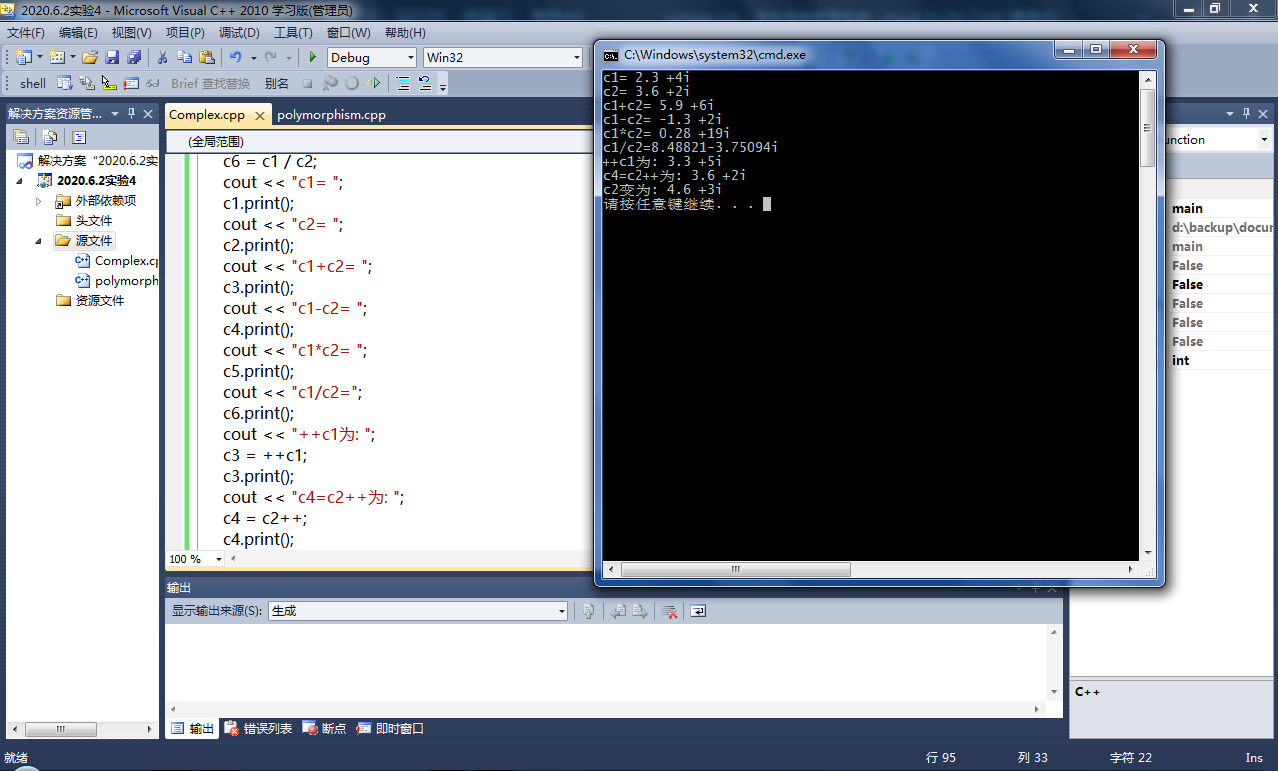 2020.6.2实验4 - Microsoft Visual C++ 2010 学习版(管理员)
文件(F) 编辑(E) 视图(V) 项目(P) 调试(D) 工具(T) 窗口(W) 帮助(H)
Debug Win32
shell Brief 查找替换 别名
解决方案资源管...
解决方案 “2020.6.2实
2020.6.2实验4
外部依赖项
头文件
源文件
Complex.cp
polymorph
资源文件
Complex.cpp polymorphism.cpp
(全局范围)
c6 = c1 / c2;
cout << "c1= ";
c1.print();
cout << "c2= ";
c2.print();
cout << "c1+c2= ";
c3.print();
cout << "c1-c2= ";
c4.print();
cout << "c1*c2= ";
c5.print();
cout << "c1/c2=";
c6.print();
cout << "++c1为: ";
c3 = ++c1;
c3.print();
cout << "c4=c2++为: ";
c4 = c2++;
c4.print();
100 %
C:\Windows\system32\cmd.exe
c1= 2.3 +4i
c2= 3.6 +2i
c1+c2= 5.9 +6i
c1-c2= -1.3 +2i
c1*c2= 0.28 +19i
c1/c2=8.48821-3.75094i
++c1为: 3.3 +5i
c4=c2++为: 3.6 +2i
c2变为: 4.6 +3i
请按任意键继续. . .
unction
main
d:\backup\docur
main
False
False
False
False
False
int
C++
输出
显示输出来源(S): 生成
输出 错误列表 断点 即时窗口
就绪 行 95 列 33 字符 22 Ins